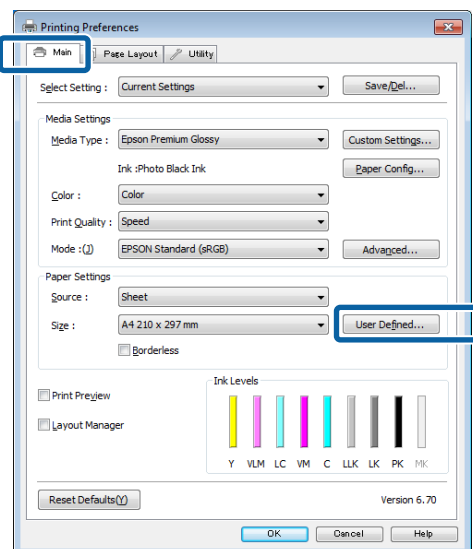 Printing Preferences
Main Page Layout Utility
Select Setting : Current Settings Save/Del...
Media Settings
Media Type : Epson Premium Glossy Custom Settings...
Ink :Photo Black Ink Paper Config...
Color : Color
Print Quality : Speed
Mode :(J) EPSON Standard (sRGB) Advanced...
Paper Settings
Source : Sheet
Size : A4 210 x 297 mm User Defined...
Borderless
Ink Levels
Print Preview
Layout Manager
Y VLM LC VM C LLK LK PK MK
Reset Defaults(Y) Version 6.70
OK Cancel Help